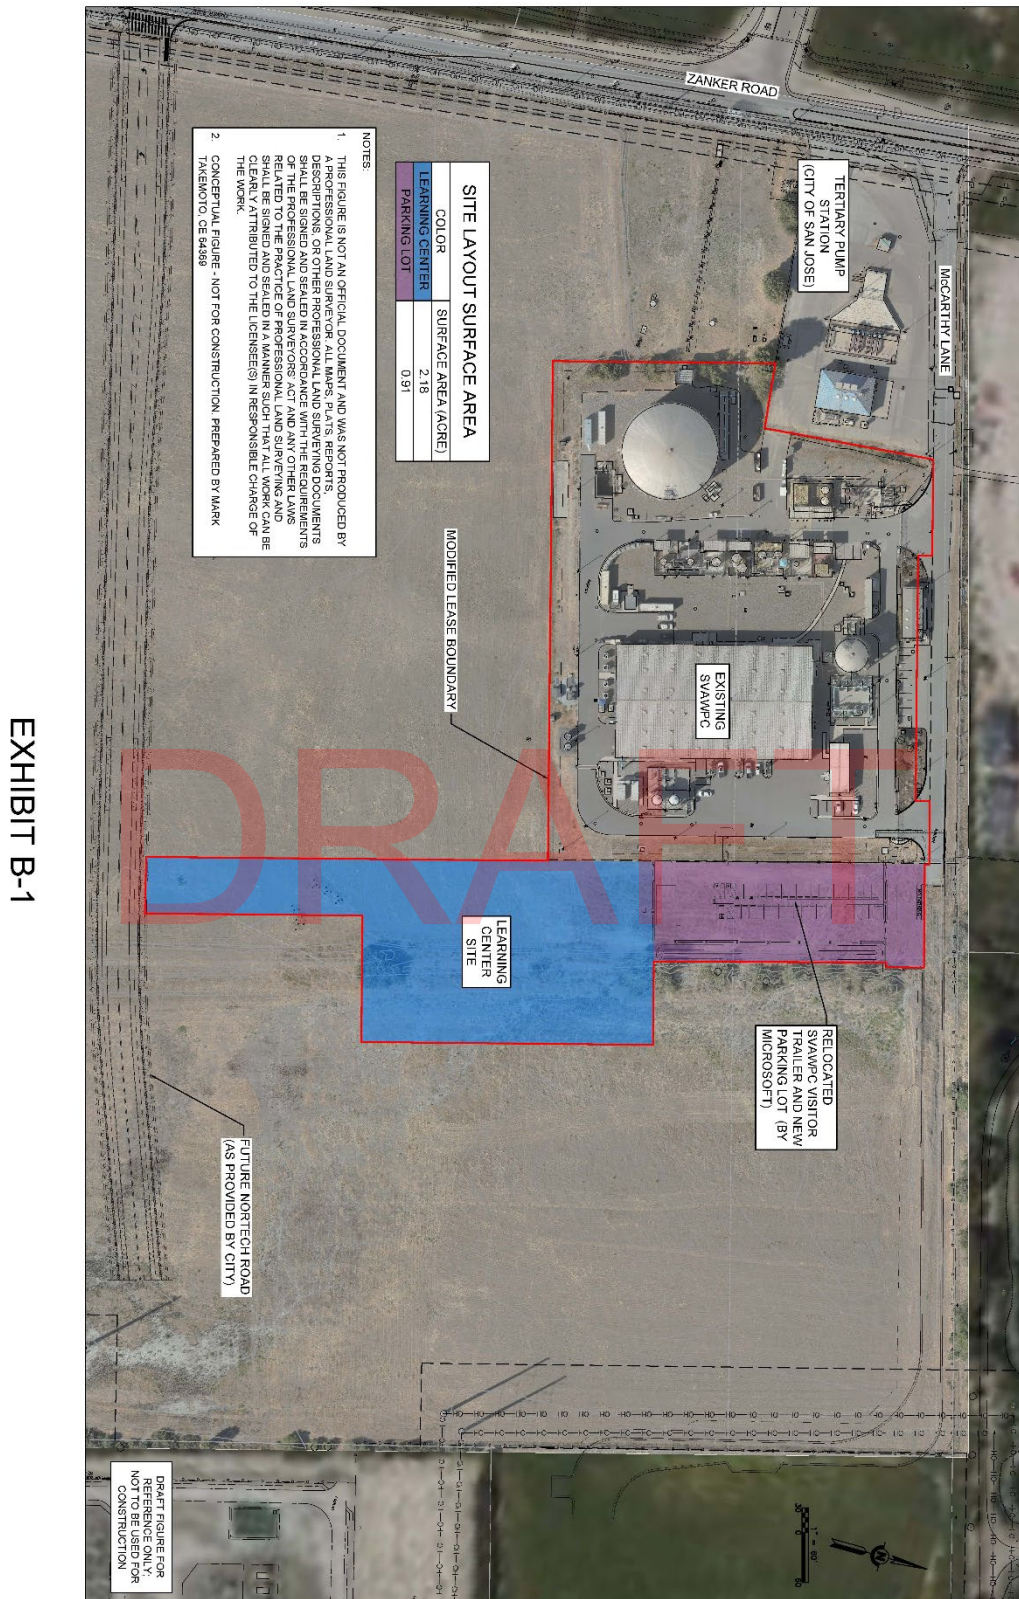 ZANKER ROAD
McCARTHY LANE
TERTIARY PUMP
STATION
(CITY OF SAN JOSE)
SITE LAYOUT SURFACE AREA
COLOR SURFACE AREA (ACRE)
LEARNING CENTER 2.18
PARKING LOT 0.91
NOTES:
1. THIS FIGURE IS NOT AN OFFICIAL DOCUMENT AND WAS NOT PRODUCED BY
A PROFESSIONAL LAND SURVEYOR. ALL MAPS, PLATS, REPORTS,
DESCRIPTIONS, OR OTHER PROFESSIONAL LAND SURVEYING DOCUMENTS
SHALL BE SIGNED AND SEALED IN ACCORDANCE WITH THE REQUIREMENTS
OF THE PROFESSIONAL LAND SURVEYORS' ACT AND ANY OTHER LAWS
RELATED TO THE PRACTICE OF PROFESSIONAL LAND SURVEYING AND
SHALL BE SIGNED AND SEALED IN A MANNER SUCH THAT ALL WORK CAN BE
CLEARLY ATTRIBUTED TO THE LICENSEE(S) IN RESPONSIBLE CHARGE OF
THE WORK.
2. CONCEPTUAL FIGURE - NOT FOR CONSTRUCTION. PREPARED BY MARK
TAKEMOTO, CE 64369
MODIFIED LEASE BOUNDARY
EXISTING
SVAWPC
DRAFT
LEARNING
CENTER
SITE
RELOCATED
SVAWPC VISITOR
TRAILER AND NEW
PARKING LOT (BY
MICROSOFT)
FUTURE NORTECH ROAD
(AS PROVIDED BY CITY)
30 0 60
1" = 60'
N
DRAFT FIGURE FOR
REFERENCE ONLY;
NOT TO BE USED FOR
CONSTRUCTION
EXHIBIT B-1